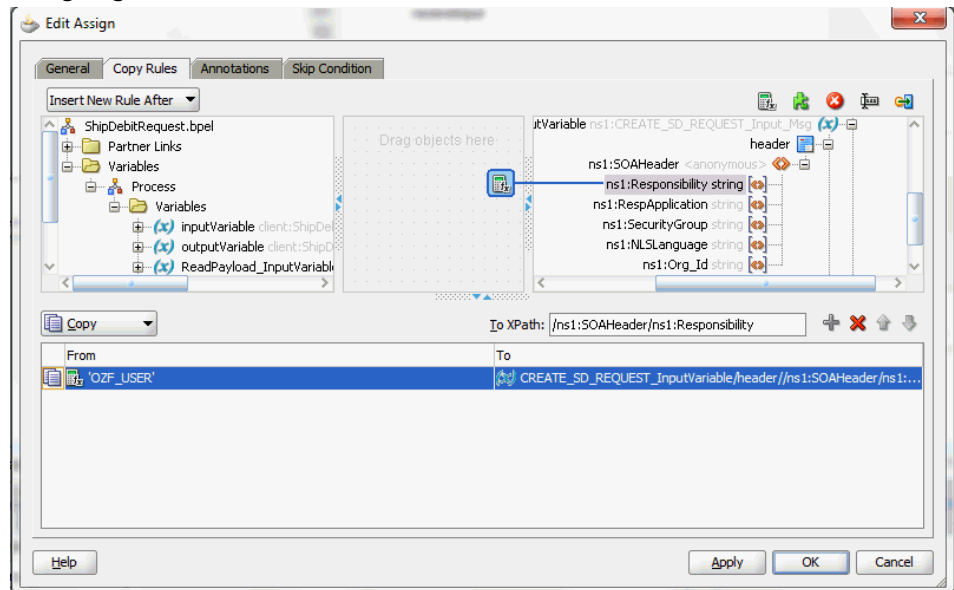 Edit Assign
General Copy Rules Annotations Skip Condition
Insert New Rule After
ShipDebitRequest.bpel
Partner Links
Variables
Process
Variables
inputVariable client:ShipDe
outputVariable client:ShipD
ReadPayload_InputVariable
Drag objects here
itVariable ns1:CREATE_SD_REQUEST_Input_Msg (x)
header
ns1:SOAHeader <anonymous>
ns1:Responsibility string
ns1:RespApplication string
ns1:SecurityGroup string
ns1:NLSLanguage string
ns1:Org_Id string
Copy
To XPath: /ns1:SOAHeader/ns1:Responsibility
From To
'OZF_USER' CREATE_SD_REQUEST_InputVariable/header//ns1:SOAHeader/ns1:...
Help Apply OK Cancel